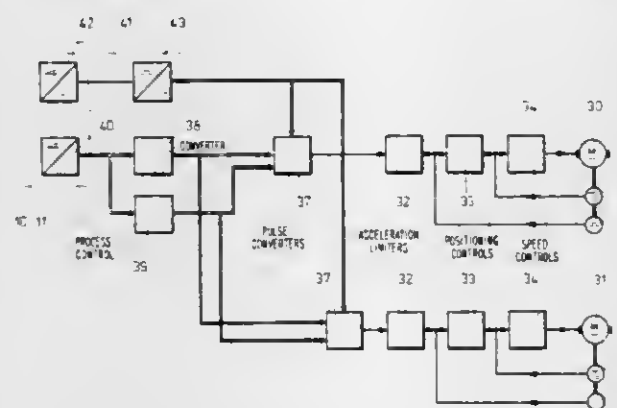 42 41 43
34 30
40 38
CONVERTER
10 11
37 32 33
PROCESS CONTROL
PULSE CONVERTERS
ACCELERATION LIMITERS
POSITIONING CONTROLS
SPEED CONTROLS
39
37 32 33 34 31